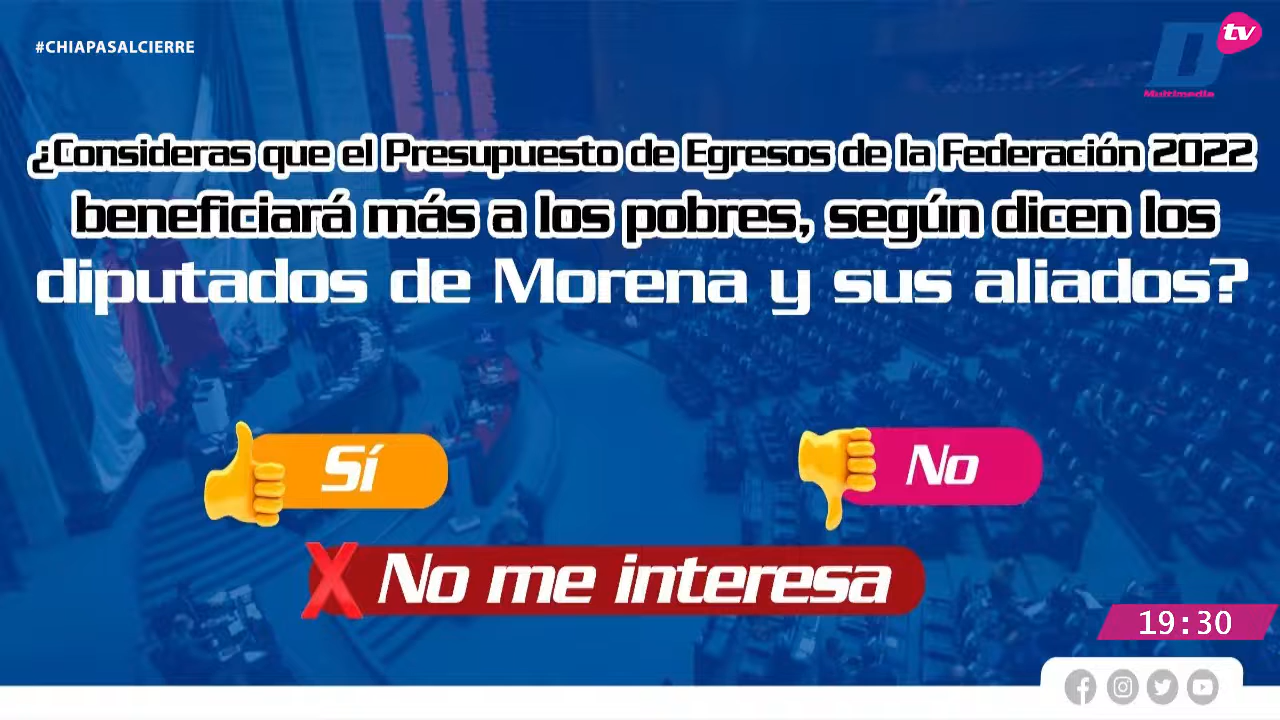 #CHIAPASALCIERRE
D tv
Multimedia
¿Consideras que el Presupuesto de Egresos de la Federación 2022
beneficiará más a los pobres, según dicen los
diputados de Morena y sus aliados?
Sí
No
X No me interesa
19:30